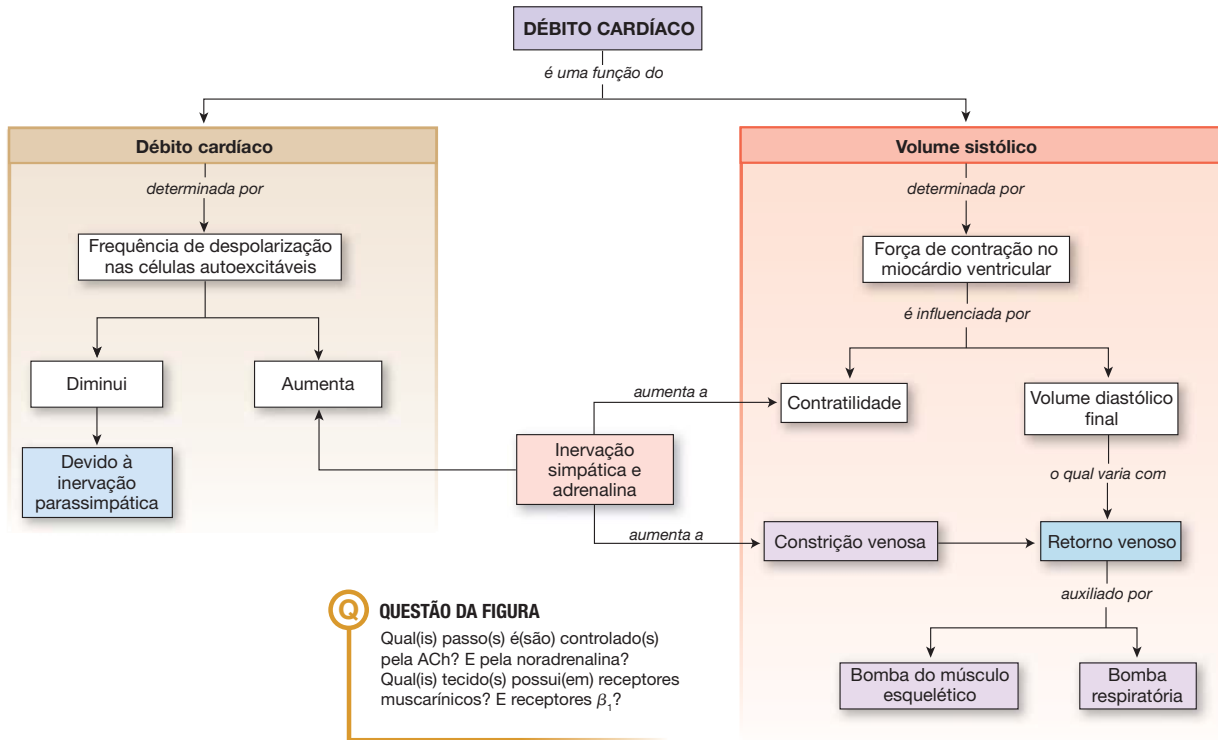 DÉBITO CARDÍACO
é uma função do
Débito cardíaco
determinada por
Frequência de despolarização
nas células autoexcitáveis
Diminui
Aumenta
Devido à
inervação
parassimpática
Inervação
simpática e
adrenalina
aumenta a
aumenta a
Volume sistólico
determinada por
Força de contração no
miocárdio ventricular
é influenciada por
Contratilidade
Volume diastólico
final
o qual varia com
Constrição venosa
Retorno venoso
auxiliado por
Bomba do músculo
esquelético
Bomba
respiratória
Q
QUESTÃO DA FIGURA
Qual(is) passo(s) é(são) controlado(s)
pela ACh? E pela noradrenalina?
Qual(is) tecido(s) possui(em) receptores
muscarínicos? E receptores β₁?